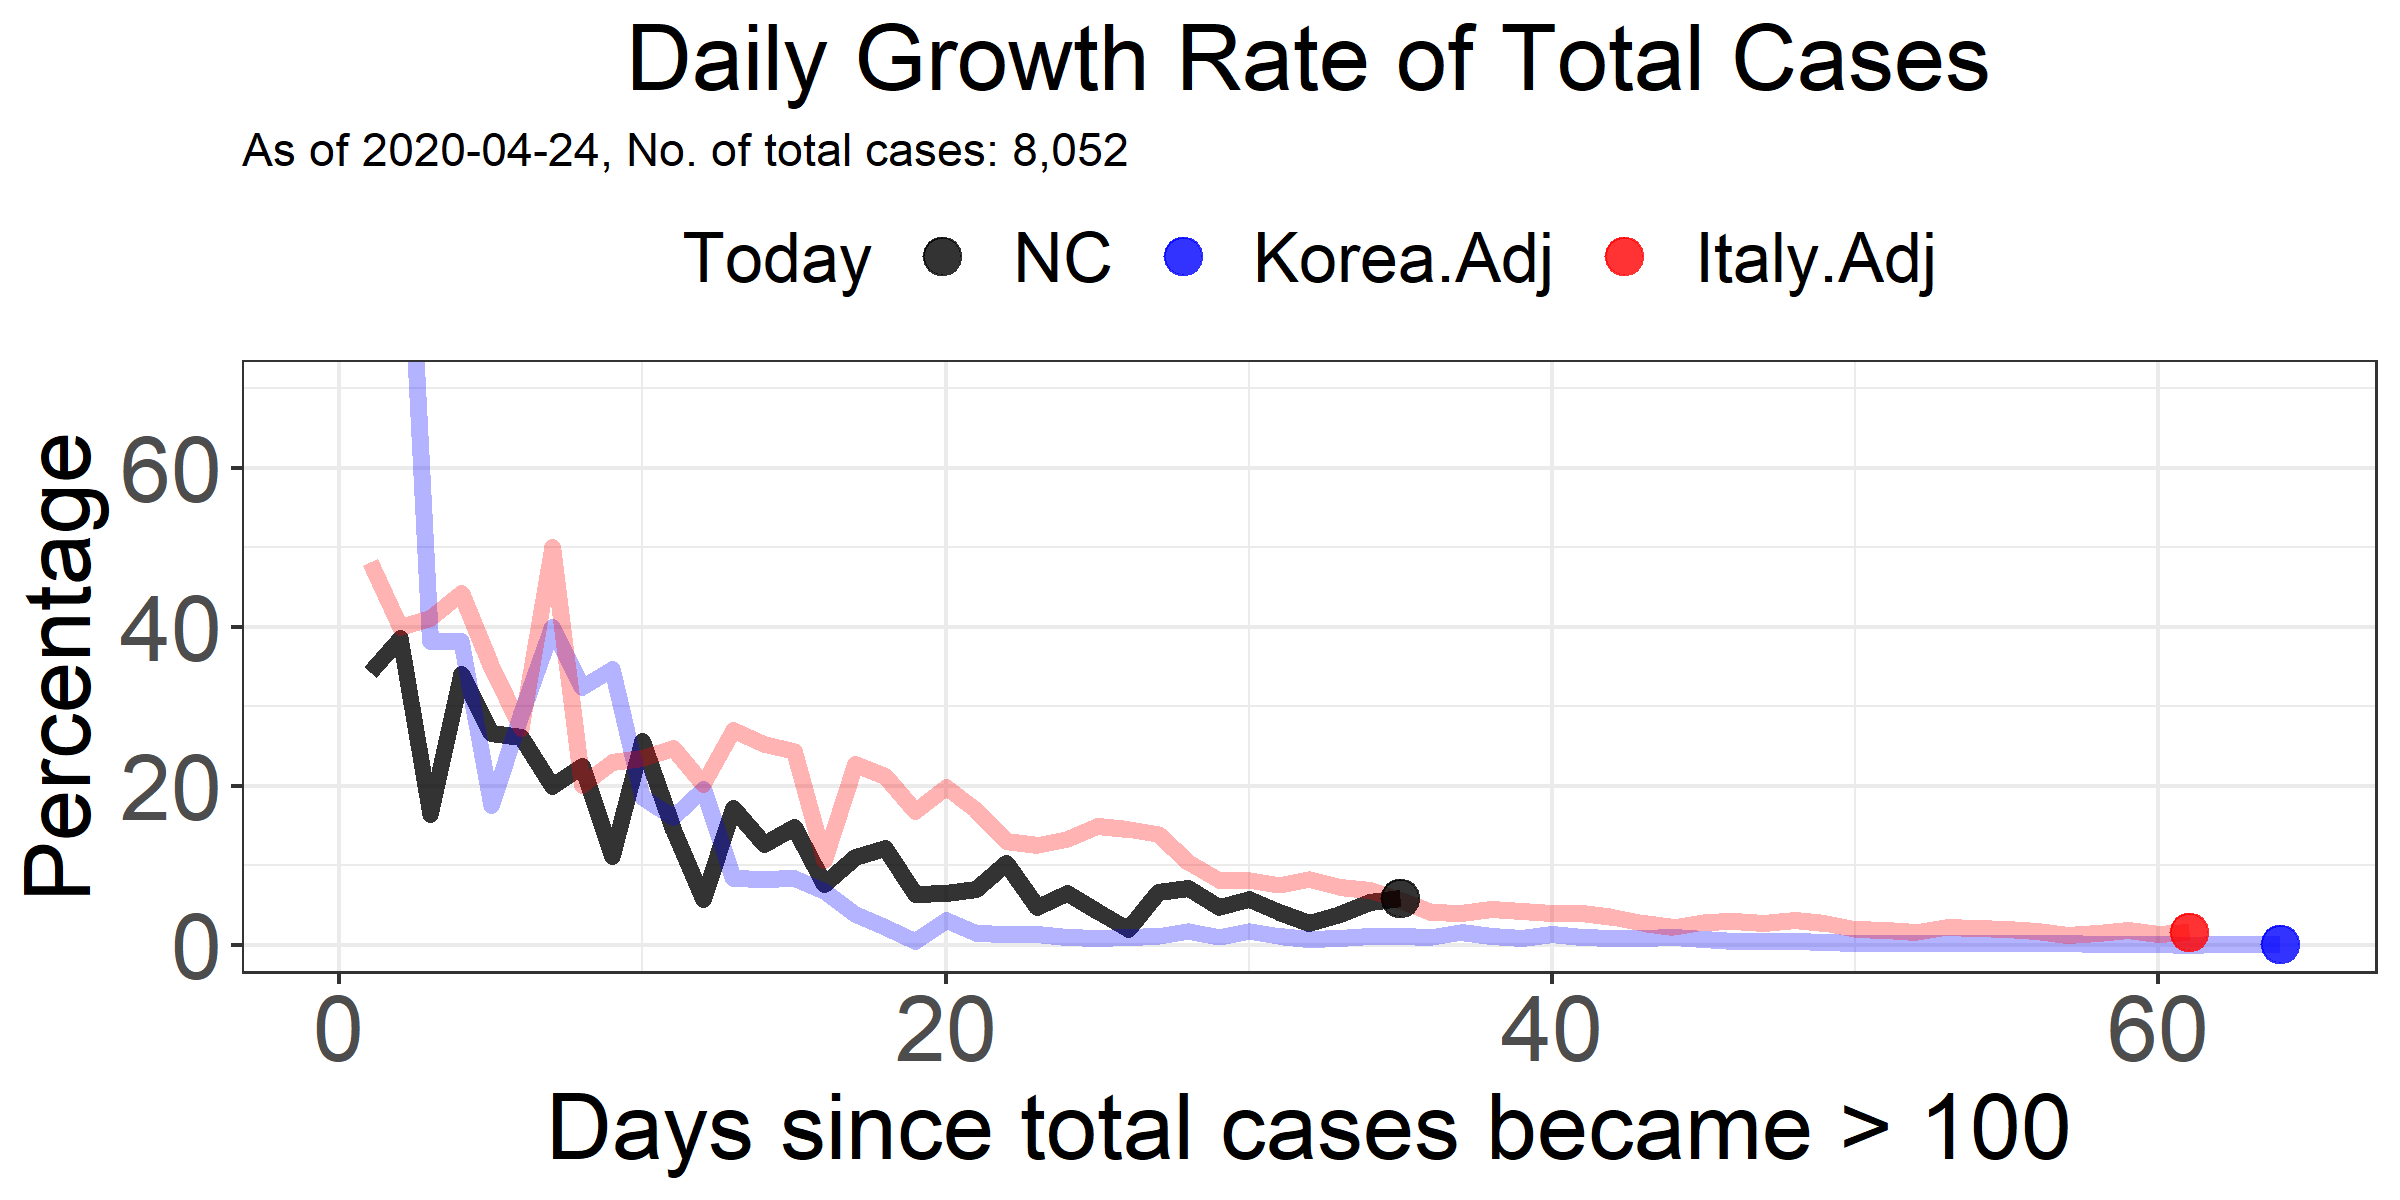 Daily Growth Rate of Total Cases
As of 2020-04-24, No. of total cases: 8,052
Today NC Korea.Adj Italy.Adj
Percentage
60
40
20
0
0 20 40 60
Days since total cases became > 100